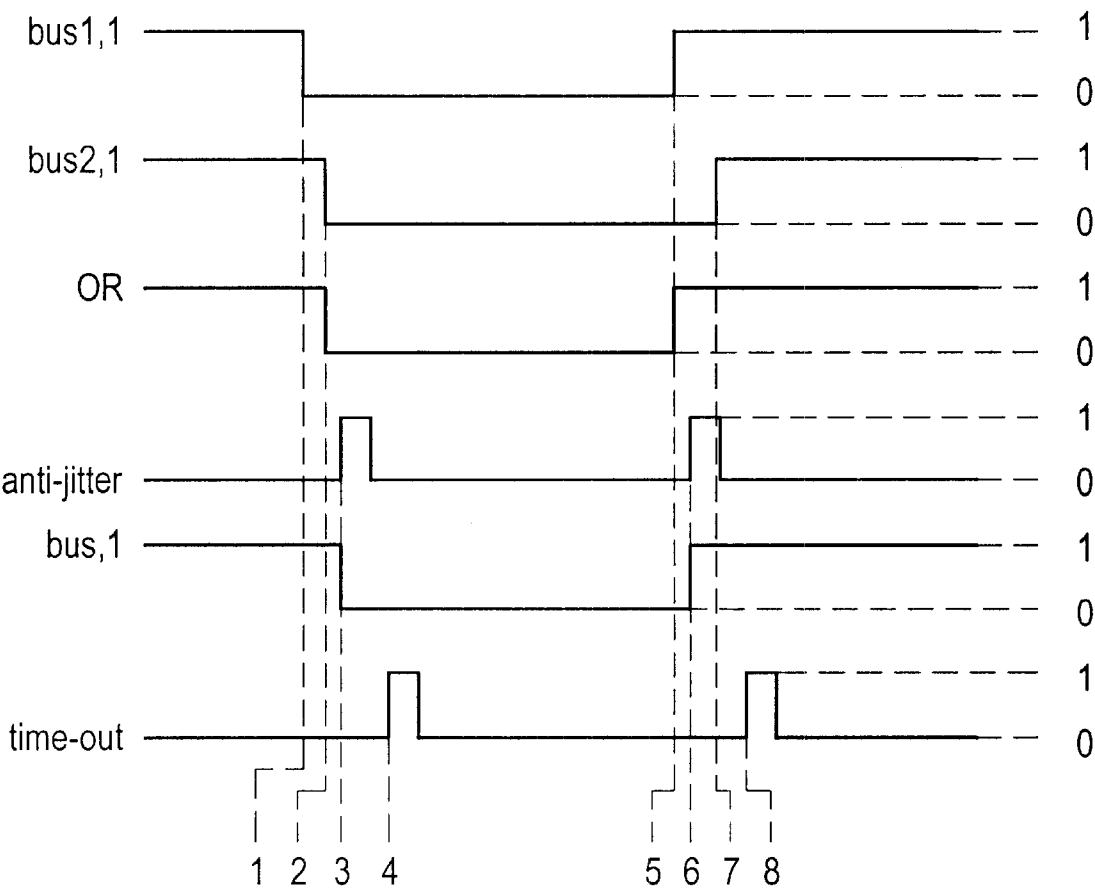 bus1,1 1
0
bus2,1 1
0
OR 1
0
1
anti-jitter 0
bus,1 1
0
1
time-out 0
1 2 3 4 5 6 7 8